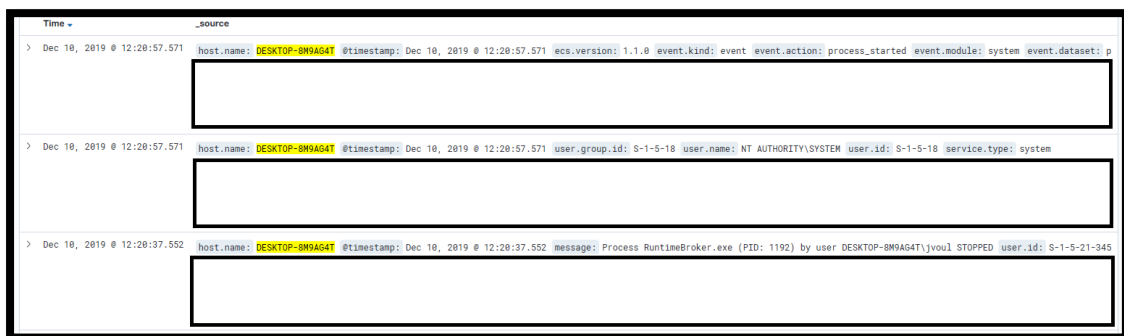 Time _source
> Dec 10, 2019 @ 12:20:57.571 host.name: DESKTOP-8M9AG4T @timestamp: Dec 10, 2019 @ 12:20:57.571 ecs.version: 1.1.0 event.kind: event event.action: process_started event.module: system event.dataset: p
> Dec 10, 2019 @ 12:20:57.571 host.name: DESKTOP-8M9AG4T @timestamp: Dec 10, 2019 @ 12:20:57.571 user.group.id: S-1-5-18 user.name: NT AUTHORITY\SYSTEM user.id: S-1-5-18 service.type: system
> Dec 10, 2019 @ 12:20:37.552 host.name: DESKTOP-8M9AG4T @timestamp: Dec 10, 2019 @ 12:20:37.552 message: Process RuntimeBroker.exe (PID: 1192) by user DESKTOP-8M9AG4T\jvoul STOPPED user.id: S-1-5-21-345